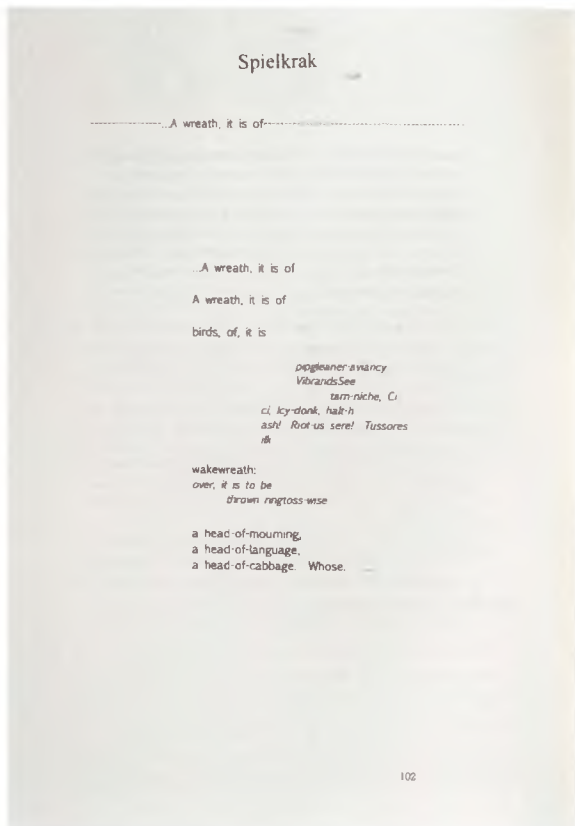 Spielkrak
----------------...A wreath, it is of----------------------------------------------
...A wreath, it is of
A wreath, it is of
birds, of, it is
pipgleaner-aviancy
VibrandsSee
tarn-niche, Ci
ci, Icy-donk, halt-h
ash! Riot-us sere! Tussores
ilk
wakewreath:
over, it is to be
thrown ringtoss-wise
a head-of-mourning,
a head-of-language,
a head-of-cabbage. Whose.
102